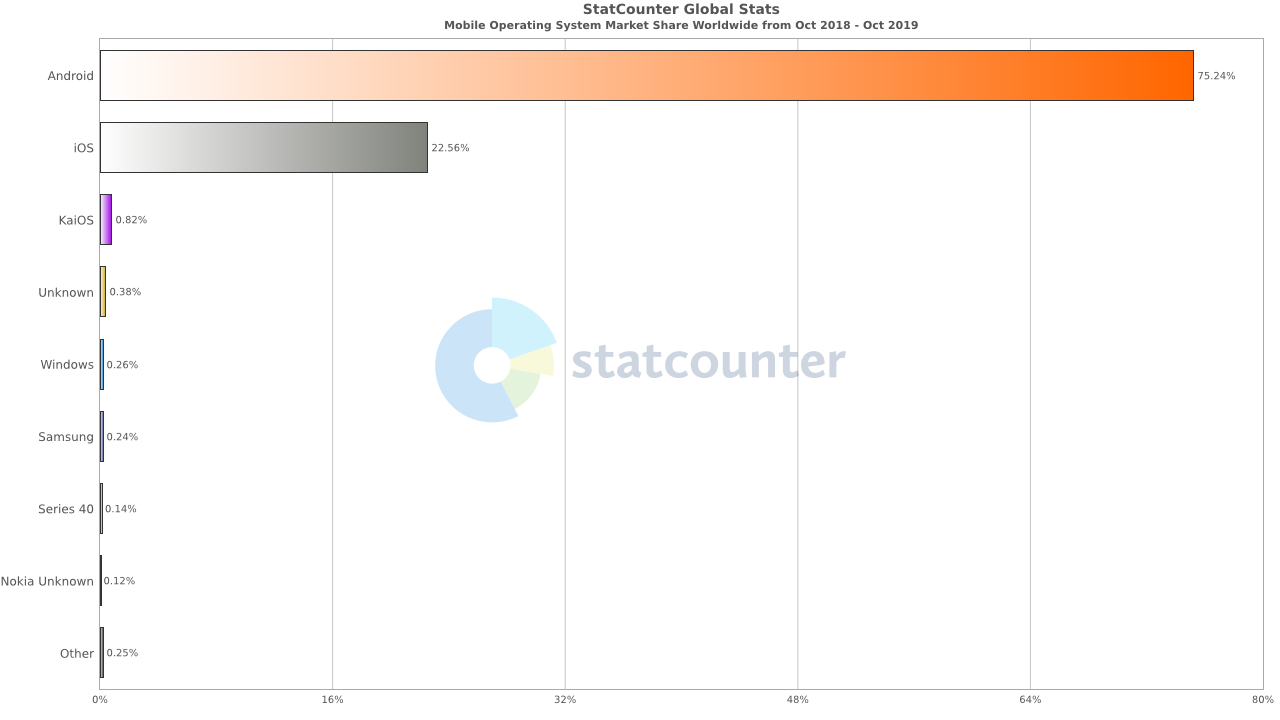 StatCounter Global Stats
Mobile Operating System Market Share Worldwide from Oct 2018 - Oct 2019
Android 75.24%
iOS 22.56%
KaiOS 0.82%
Unknown 0.38%
Windows 0.26%
statcounter
Samsung 0.24%
Series 40 0.14%
Nokia Unknown 0.12%
Other 0.25%
0% 16% 32% 48% 64% 80%